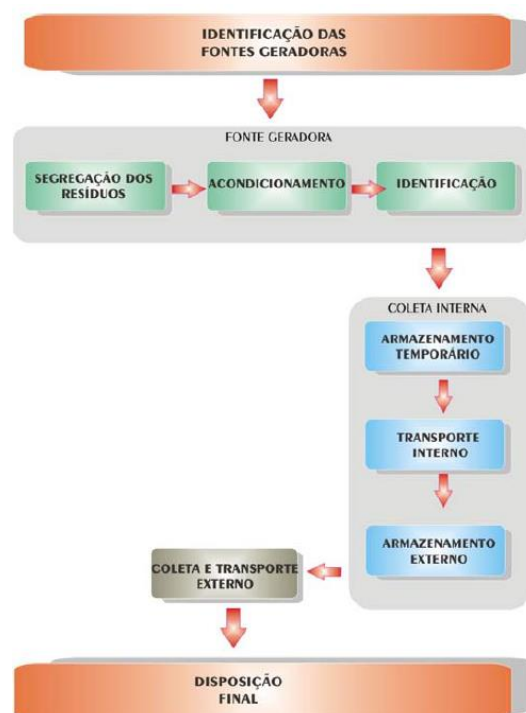 IDENTIFICAÇÃO DAS
FONTES GERADORAS
FONTE GERADORA
SEGREGAÇÃO DOS
RESÍDUOS
ACONDICIONAMENTO
IDENTIFICAÇÃO
COLETA INTERNA
ARMAZENAMENTO
TEMPORÁRIO
TRANSPORTE
INTERNO
ARMAZENAMENTO
EXTERNO
COLETA E TRANSPORTE
EXTERNO
DISPOSIÇÃO
FINAL